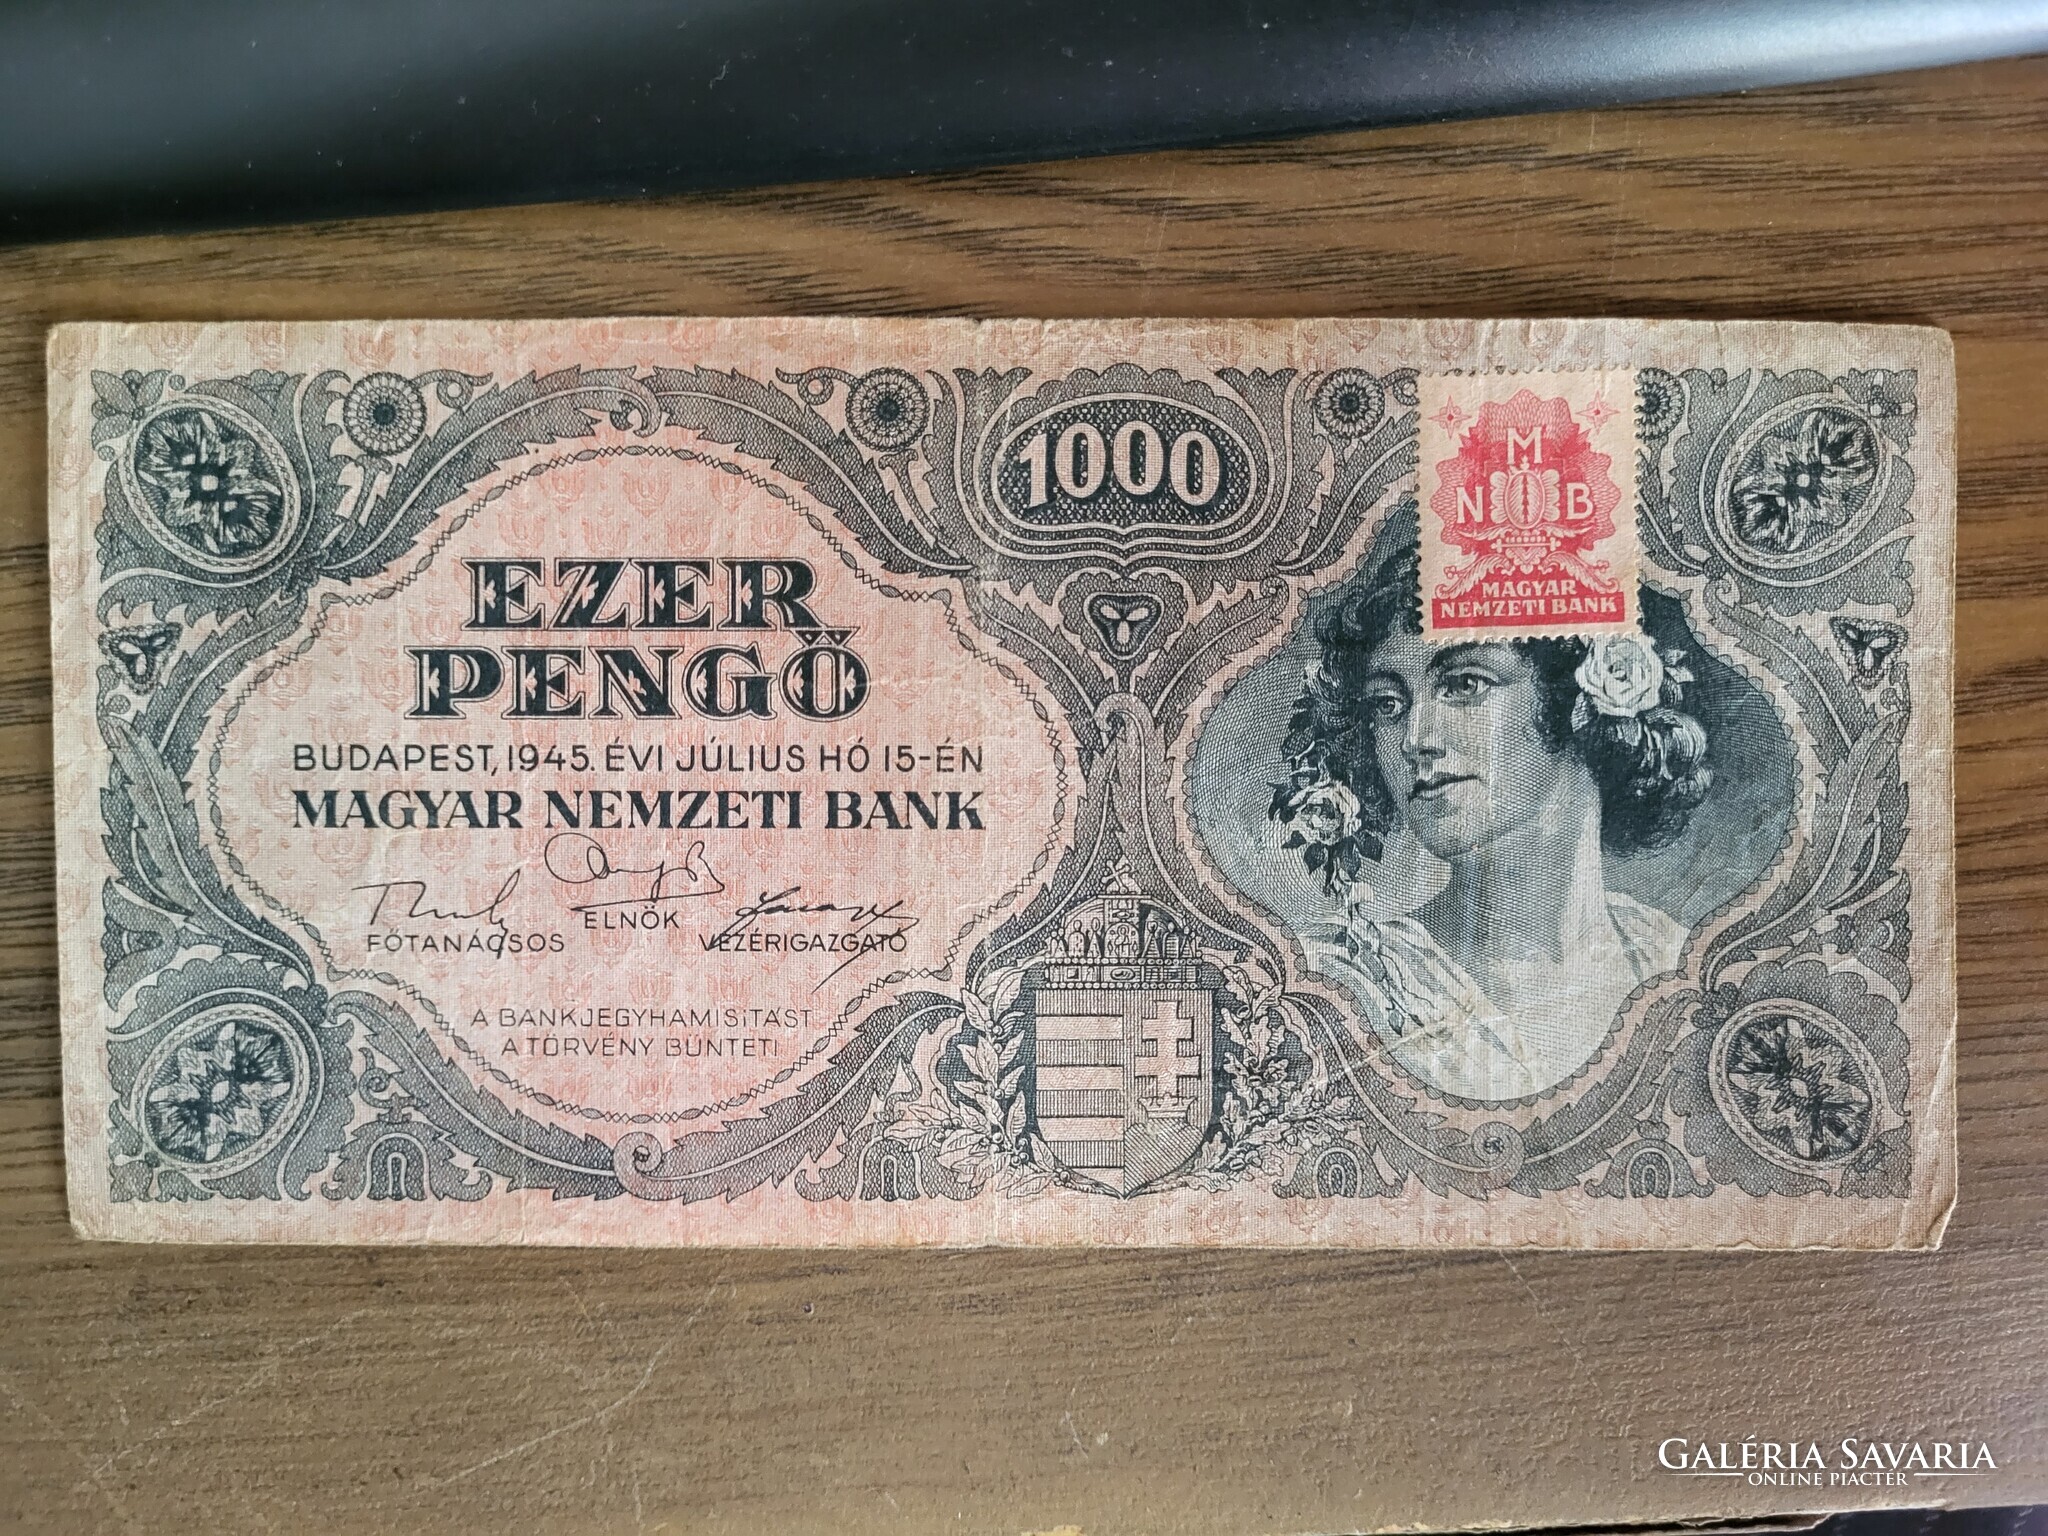 1000
M
N B
MAGYAR
NEMZETI BANK
EZER
PENGŐ
BUDAPEST, 1945. ÉVI JÚLIUS HÓ 15-ÉN
MAGYAR NEMZETI BANK
FŐTANÁCSOS
ELNÖK
VEZÉRIGAZGATÓ
A BANKJEGYHAMISÍTÁST
A TÖRVÉNY BÜNTETI
GALÉRIA SAVARIA
ONLINE PIACTÉR